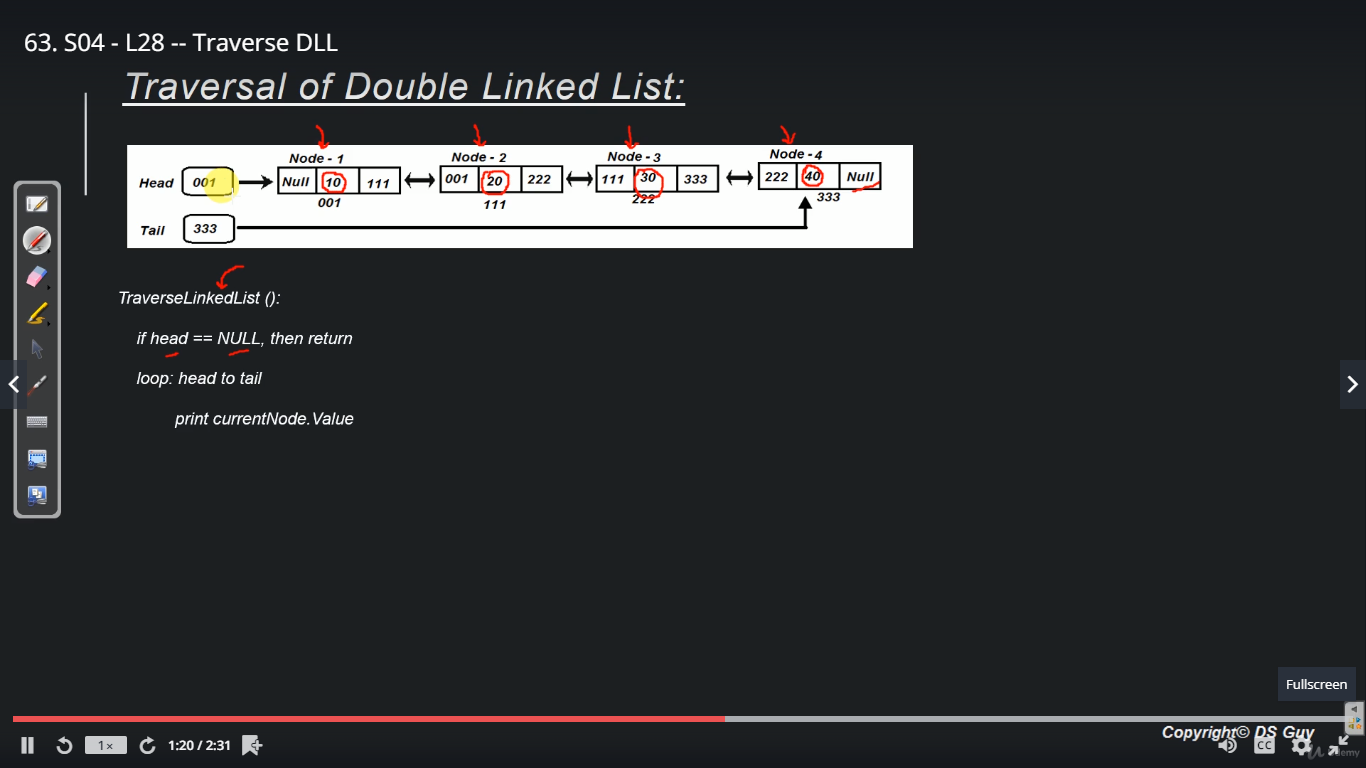 63. S04 - L28 -- Traverse DLL
Traversal of Double Linked List:
Node - 1 Node - 2 Node - 3 Node - 4
Head 001 Null 10 111 001 20 222 111 30 333 222 40 Null
001 111 222 333
Tail 333
TraverseLinkedList ():
if head == NULL, then return
loop: head to tail
print currentNode.Value
Fullscreen
Copyright© DS Guy
1× 1:20 / 2:31 CC